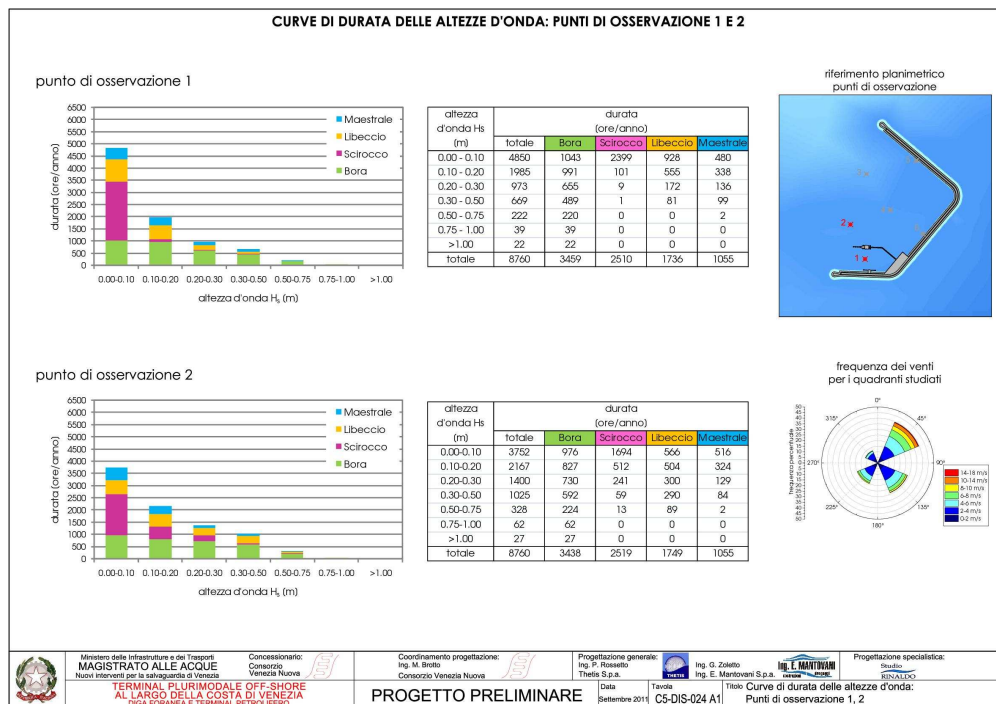 CURVE DI DURATA DELLE ALTEZZE D'ONDA: PUNTI DI OSSERVAZIONE 1 E 2
punto di osservazione 1
6500
6000
5500
5000
4500
4000
3500
3000
2500
2000
1500
1000
500
0
durata (ore/anno)
Maestrale
Libeccio
Scirocco
Bora
0.00-0.10 0.10-0.20 0.20-0.30 0.30-0.50 0.50-0.75 0.75-1.00 >1.00
altezza d'onda Hs (m)
altezza durata
d'onda Hs (ore/anno)
(m) totale Bora Scirocco Libeccio Maestrale
0.00 - 0.10 4850 1043 2399 928 480
0.10 - 0.20 1985 991 101 555 338
0.20 - 0.30 973 655 9 172 136
0.30 - 0.50 669 489 1 81 99
0.50 - 0.75 222 220 0 0 2
0.75 - 1.00 39 39 0 0 0
>1.00 22 22 0 0 0
totale 8760 3459 2510 1736 1055
riferimento planimetrico
punti di osservazione
2
1
punto di osservazione 2
6500
6000
5500
5000
4500
4000
3500
3000
2500
2000
1500
1000
500
0
durata (ore/anno)
Maestrale
Libeccio
Scirocco
Bora
0.00-0.10 0.10-0.20 0.20-0.30 0.30-0.50 0.50-0.75 0.75-1.00 >1.00
altezza d'onda Hs (m)
altezza durata
d'onda Hs (ore/anno)
(m) totale Bora Scirocco Libeccio Maestrale
0.00-0.10 3752 976 1694 566 516
0.10-0.20 2167 827 512 504 324
0.20-0.30 1400 730 241 300 129
0.30-0.50 1025 592 59 290 84
0.50-0.75 328 224 13 89 2
0.75-1.00 62 62 0 0 0
>1.00 27 27 0 0 0
totale 8760 3438 2519 1749 1055
frequenza dei venti
per i quadranti studiati
0°
45°
90°
135°
180°
225°
270°
315°
frequenze percentuale
14-18 m/s
10-14 m/s
8-10 m/s
6-8 m/s
4-6 m/s
2-4 m/s
0-2 m/s
Ministero delle Infrastrutture e dei Trasporti
MAGISTRATO ALLE ACQUE
Nuovi interventi per la salvaguardia di Venezia
Concessionario:
Consorzio
Venezia Nuova
TERMINAL PLURIMODALE OFF-SHORE
AL LARGO DELLA COSTA DI VENEZIA
DIGA FORANEA E TERMINAL PETROLIFERO
Coordinamento progettazione:
Ing. M. Brotto
Consorzio Venezia Nuova
PROGETTO PRELIMINARE
Progettazione generale:
Ing. P. Rossetto
Thetis S.p.a.
THETIS
Ing. G. Zoletto
Ing. E. Mantovani S.p.a.
Ing. E. MANTOVANI
Progettazione specialistica:
Studio
RINALDO
Data
Settembre 2011
Tavola
C5-DIS-024 A1
Titolo Curve di durata delle altezze d'onda:
Punti di osservazione 1, 2